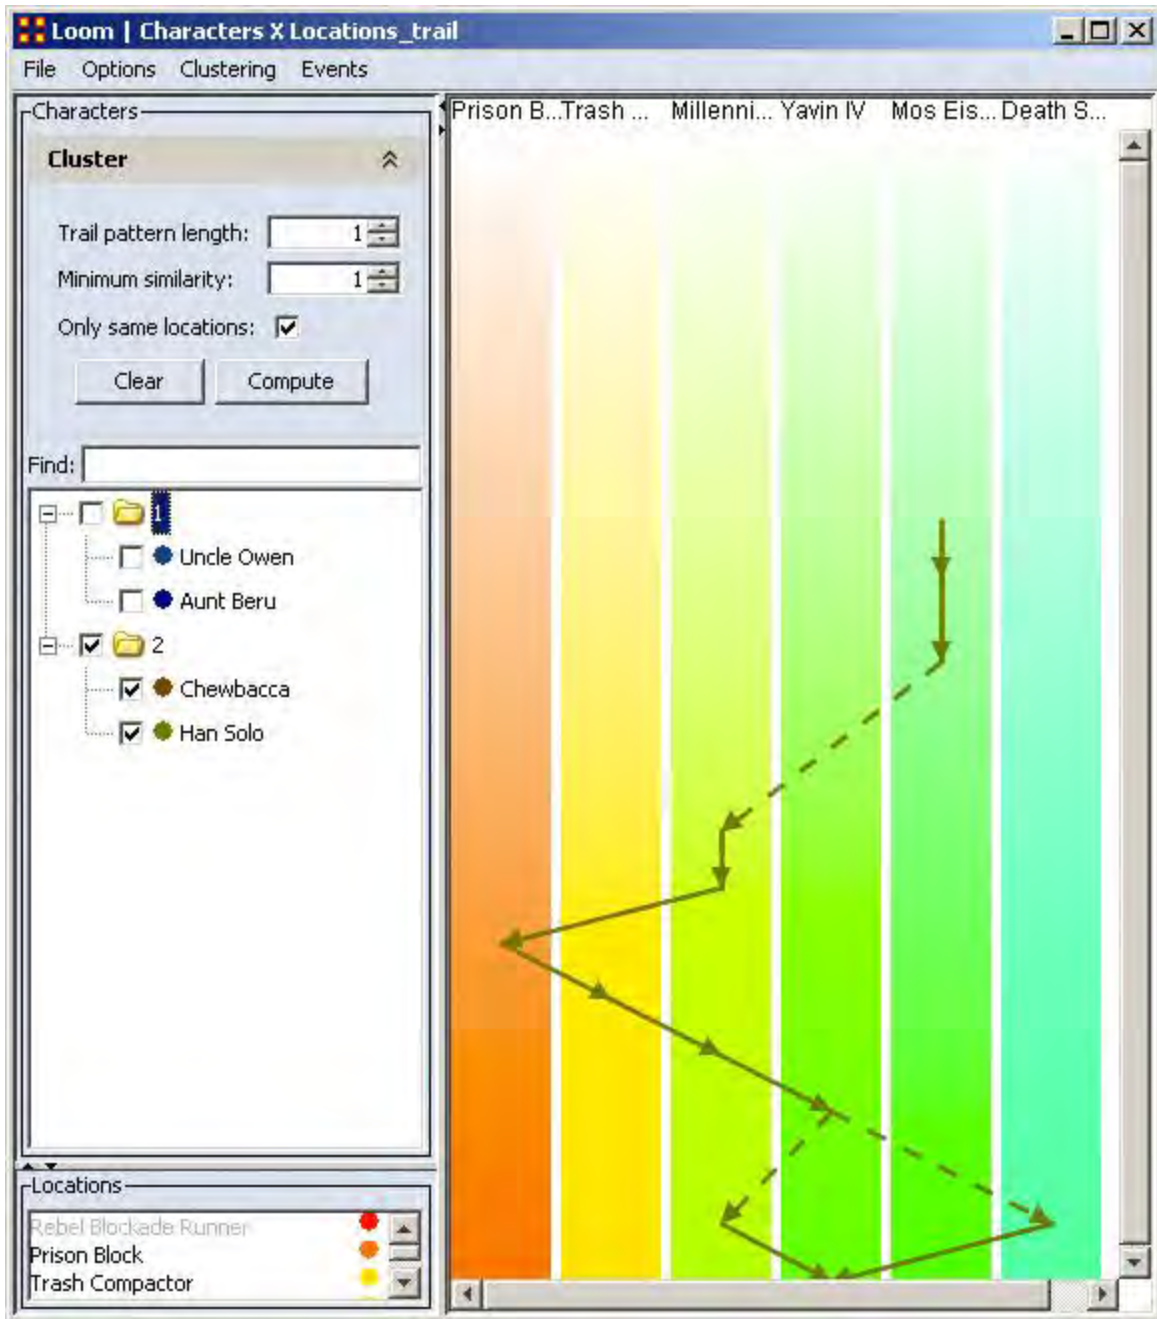 Loom | Characters X Locations_trail
File Options Clustering Events
Characters
Cluster
Trail pattern length: 1
Minimum similarity: 1
Only same locations:
Clear Compute
Find:
1
Uncle Owen
Aunt Beru
2
Chewbacca
Han Solo
Locations
Rebel Blockade Runner
Prison Block
Trash Compactor
Prison B... Trash ... Millenni... Yavin IV Mos Eis... Death S...